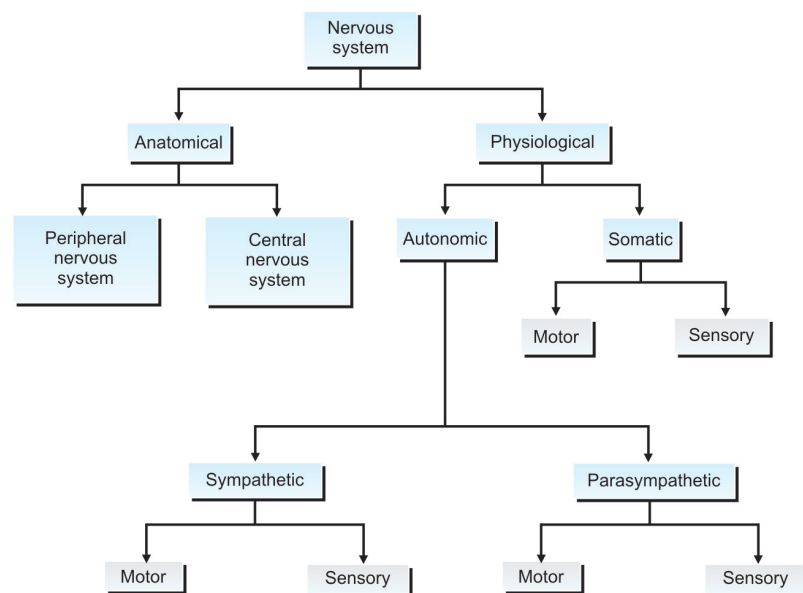 Nervous
system
Anatomical
Physiological
Peripheral
nervous
system
Central
nervous
system
Autonomic
Somatic
Motor
Sensory
Sympathetic
Parasympathetic
Motor
Sensory
Motor
Sensory